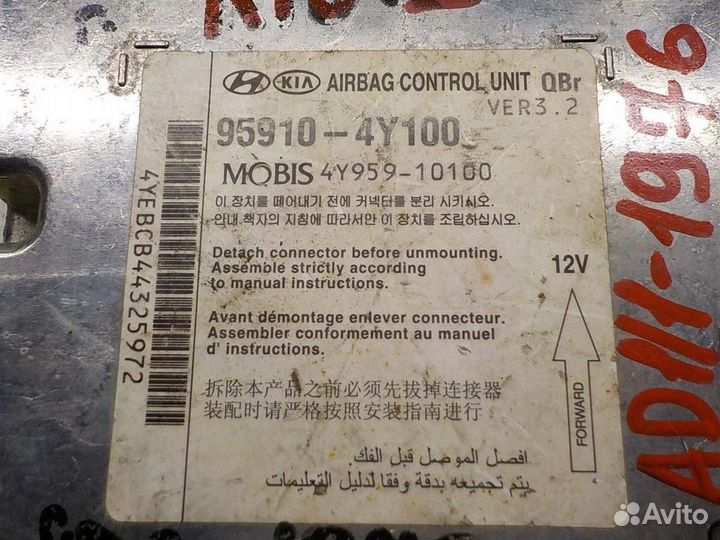 KIA AIRBAG CONTROL UNIT QBr
VER3.2
95910-4Y100
MOBIS 4Y959-10100
이 장치를 떼어내기 전에 커넥터를 분리 시키시오.
안내 책자의 지침에 따라서만 이 장치를 조립하십시오.
Detach connector before unmounting.
Assemble strictly according
to manual instructions.
12V
Avant démontage enlever connecteur.
Assembler conformement au manuel
d' instructions.
FORWARD
拆除本产品之前必须先拔掉连接器
装配时请严格按照安装指南进行
افصل الموصل قبل الفك.
يتم تجميعه بدقة وفقا لدليل التعليمات
4YEBCB44325972
AD111-1976
Avito